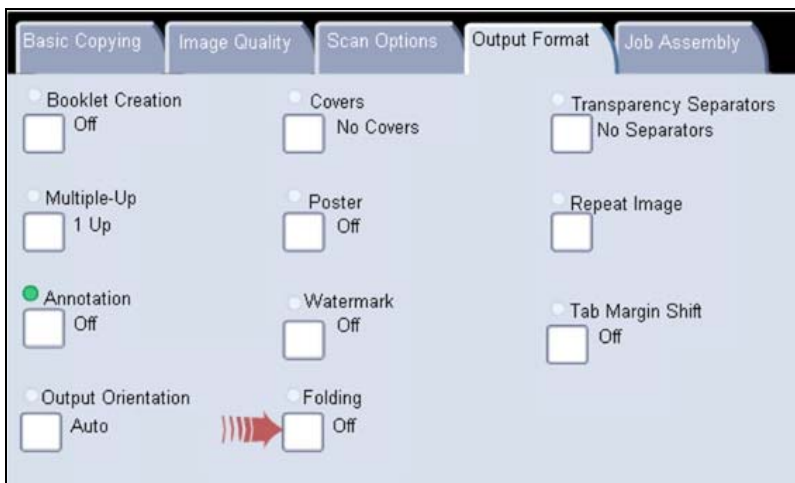 Basic Copying
Image Quality
Scan Options
Output Format
Job Assembly
Booklet Creation
Off
Covers
No Covers
Transparency Separators
No Separators
Multiple-Up
1 Up
Poster
Off
Repeat Image
Annotation
Off
Watermark
Off
Tab Margin Shift
Off
Output Orientation
Auto
Folding
Off